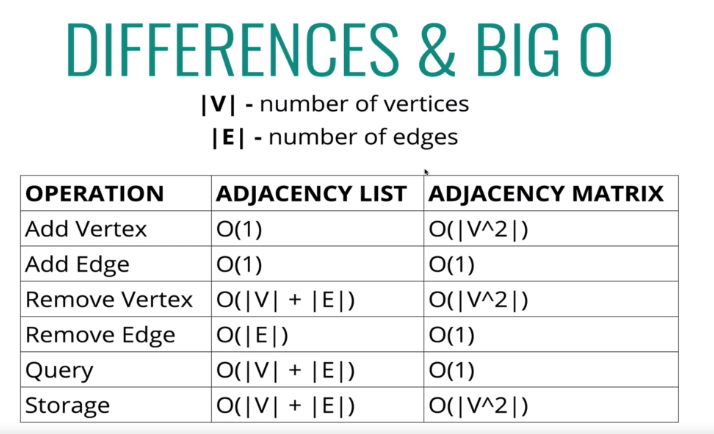 DIFFERENCES & BIG O
|V| - number of vertices
|E| - number of edges
OPERATION ADJACENCY LIST ADJACENCY MATRIX
Add Vertex O(1) O(|V^2|)
Add Edge O(1) O(1)
Remove Vertex O(|V| + |E|) O(|V^2|)
Remove Edge O(|E|) O(1)
Query O(|V| + |E|) O(1)
Storage O(|V| + |E|) O(|V^2|)